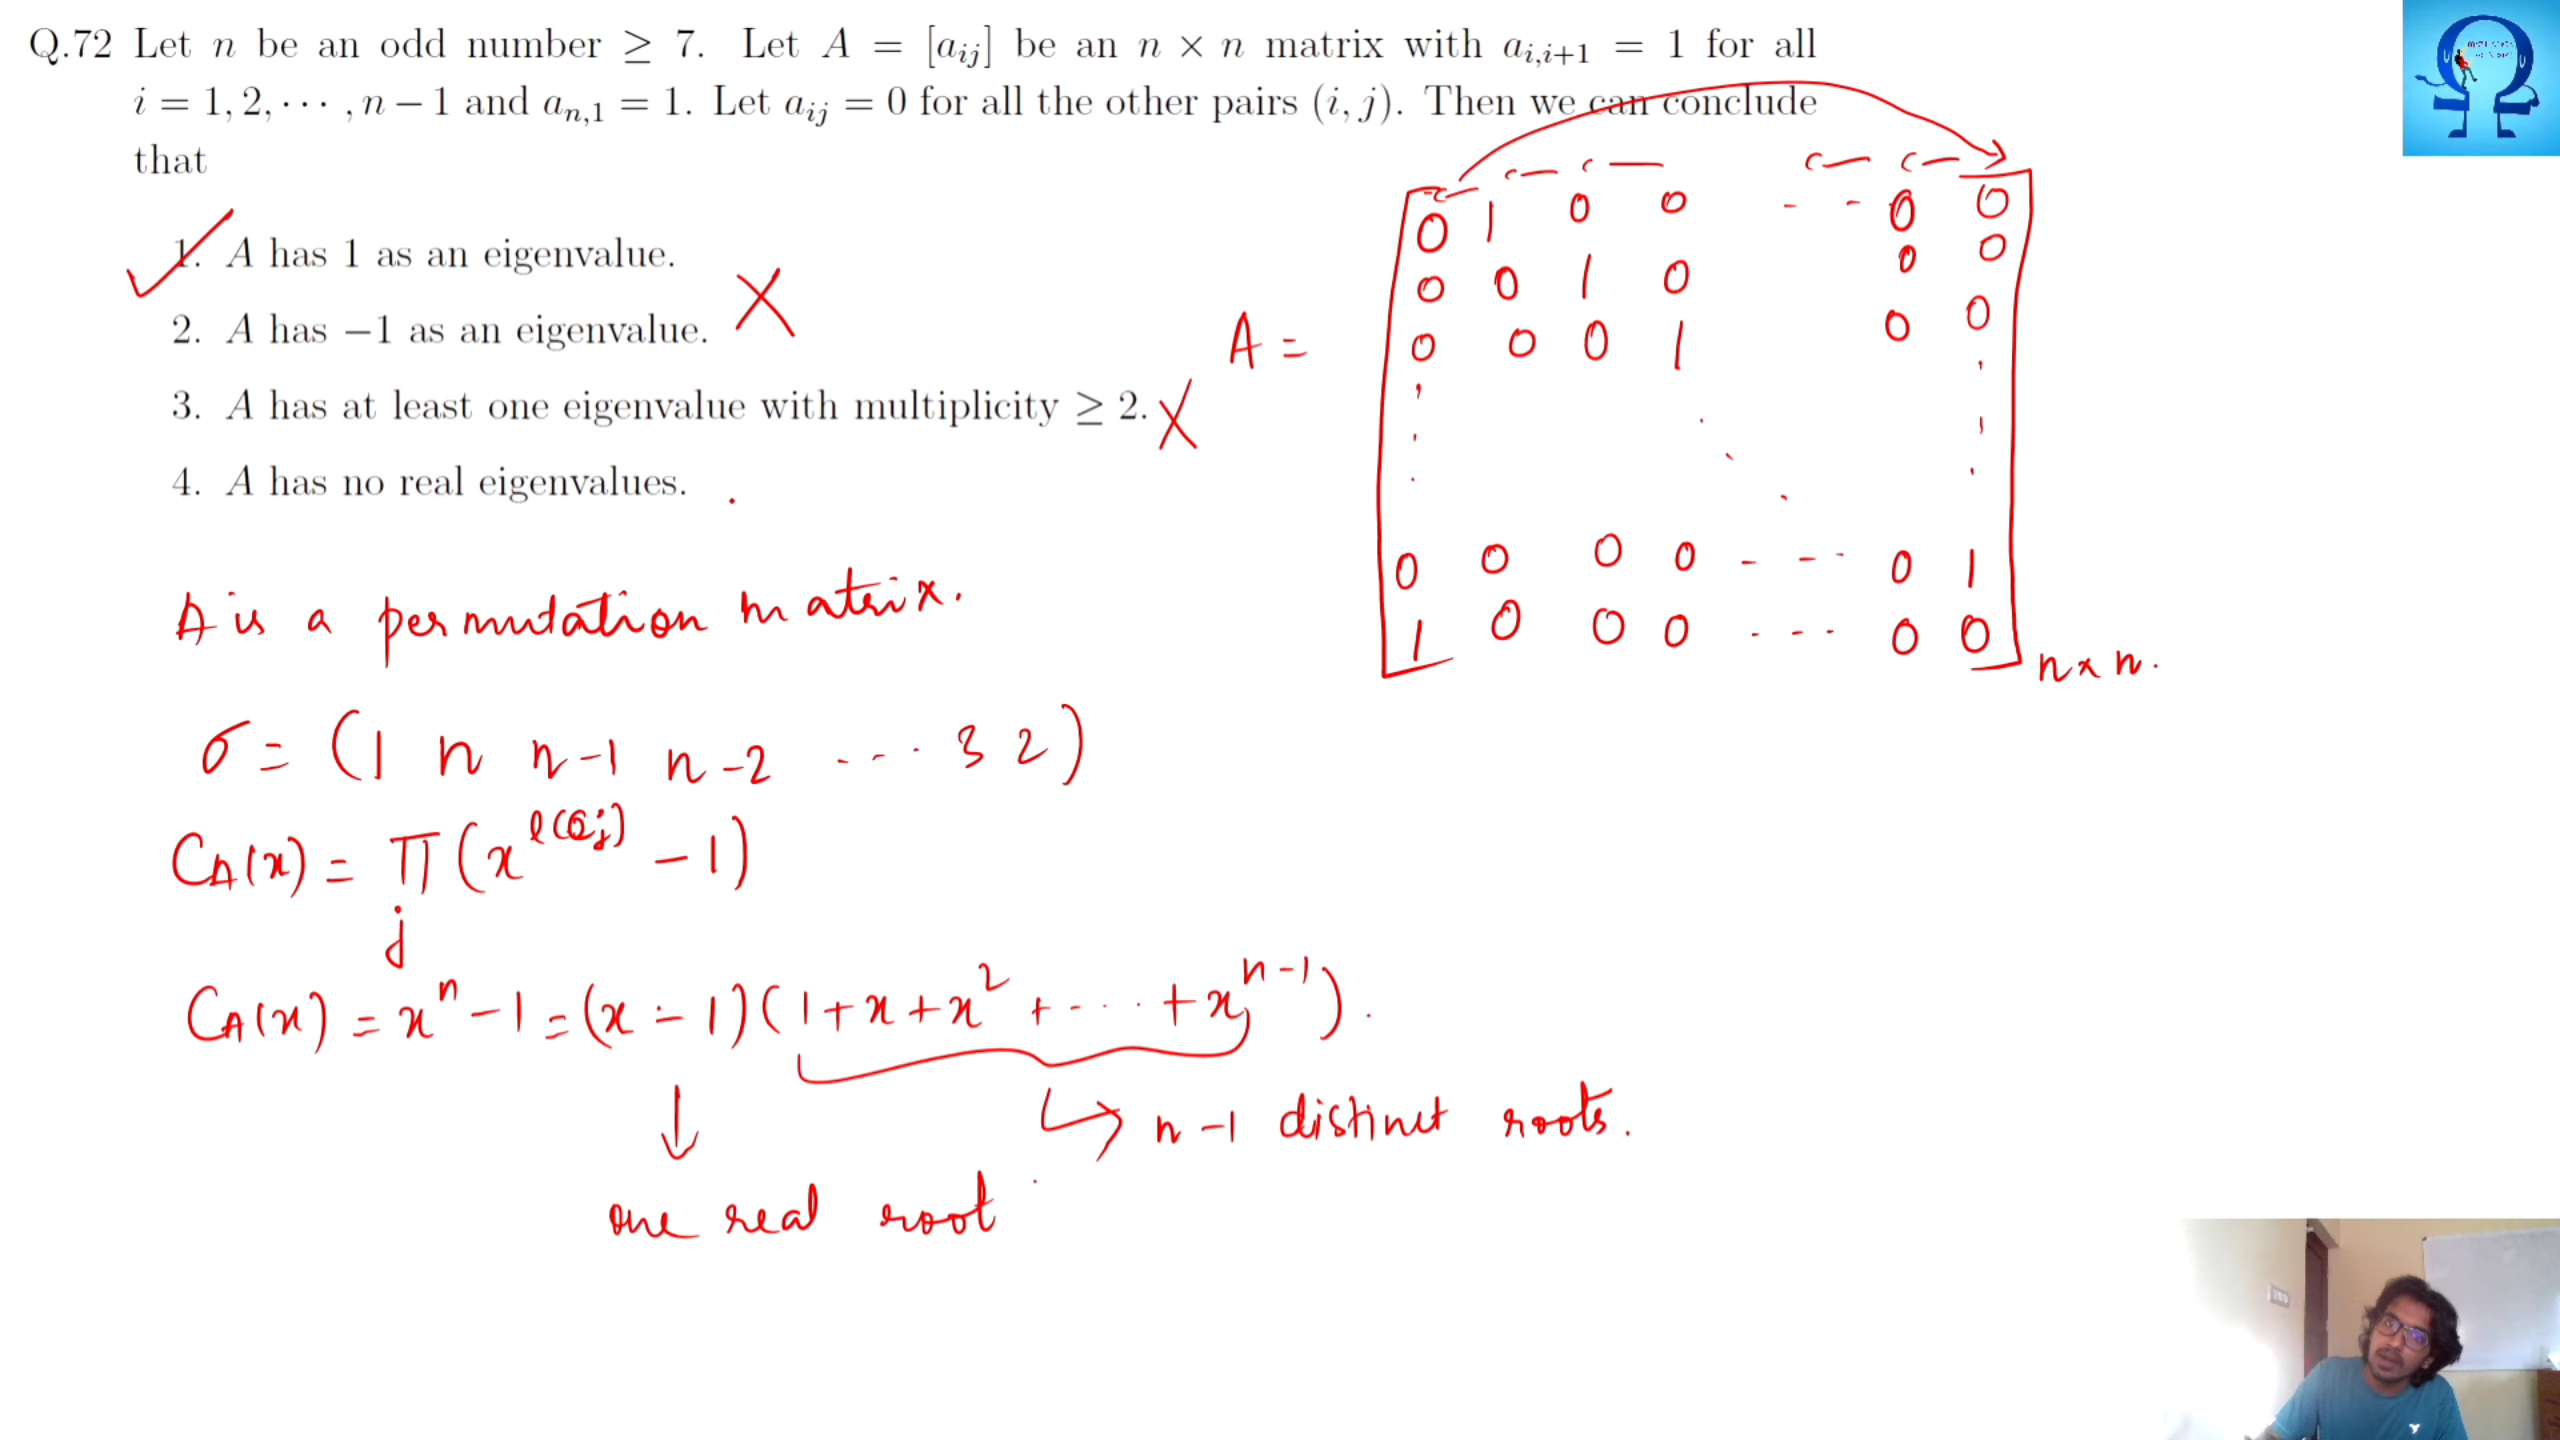 Q.72 Let n be an odd number ≥ 7. Let A = [a_{ij}] be an n × n matrix with a_{i,i+1} = 1 for all
i = 1, 2, ⋯ , n − 1 and a_{n,1} = 1. Let a_{ij} = 0 for all the other pairs (i, j). Then we can conclude
that
1. A has 1 as an eigenvalue.
2. A has −1 as an eigenvalue.
3. A has at least one eigenvalue with multiplicity ≥ 2.
4. A has no real eigenvalues.
A =
0 1 0 0 - - 0 0
0 0 1 0 0 0
0 0 0 1 0 0
0 0 0 0 - - - 0 1
1 0 0 0 - - - 0 0
n×n.
A is a permutation matrix.
σ = (1 n n-1 n-2 ... 3 2)
C_A(x) = Π_j (x^{l(σ_j)} - 1)
C_A(x) = x^n - 1 = (x - 1)(1 + x + x^2 + ... + x^{n-1}).
n-1 distinct roots.
one real root